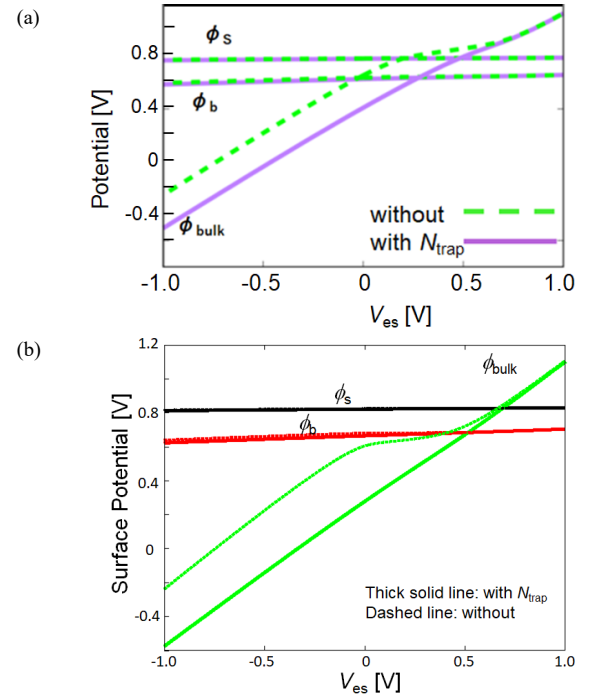 (a)
ϕs
0.8
ϕb
0.4
Potential [V]
0
-0.4
ϕbulk
without
with Ntrap
-1.0 -0.5 0 0.5 1.0
Ves [V]
(b)
1.2
ϕbulk
ϕs
0.8
ϕb
Surface Potential [V]
0.4
0
Thick solid line: with Ntrap
Dashed line: without
-0.4
-1.0 -0.5 0 0.5 1.0
Ves [V]